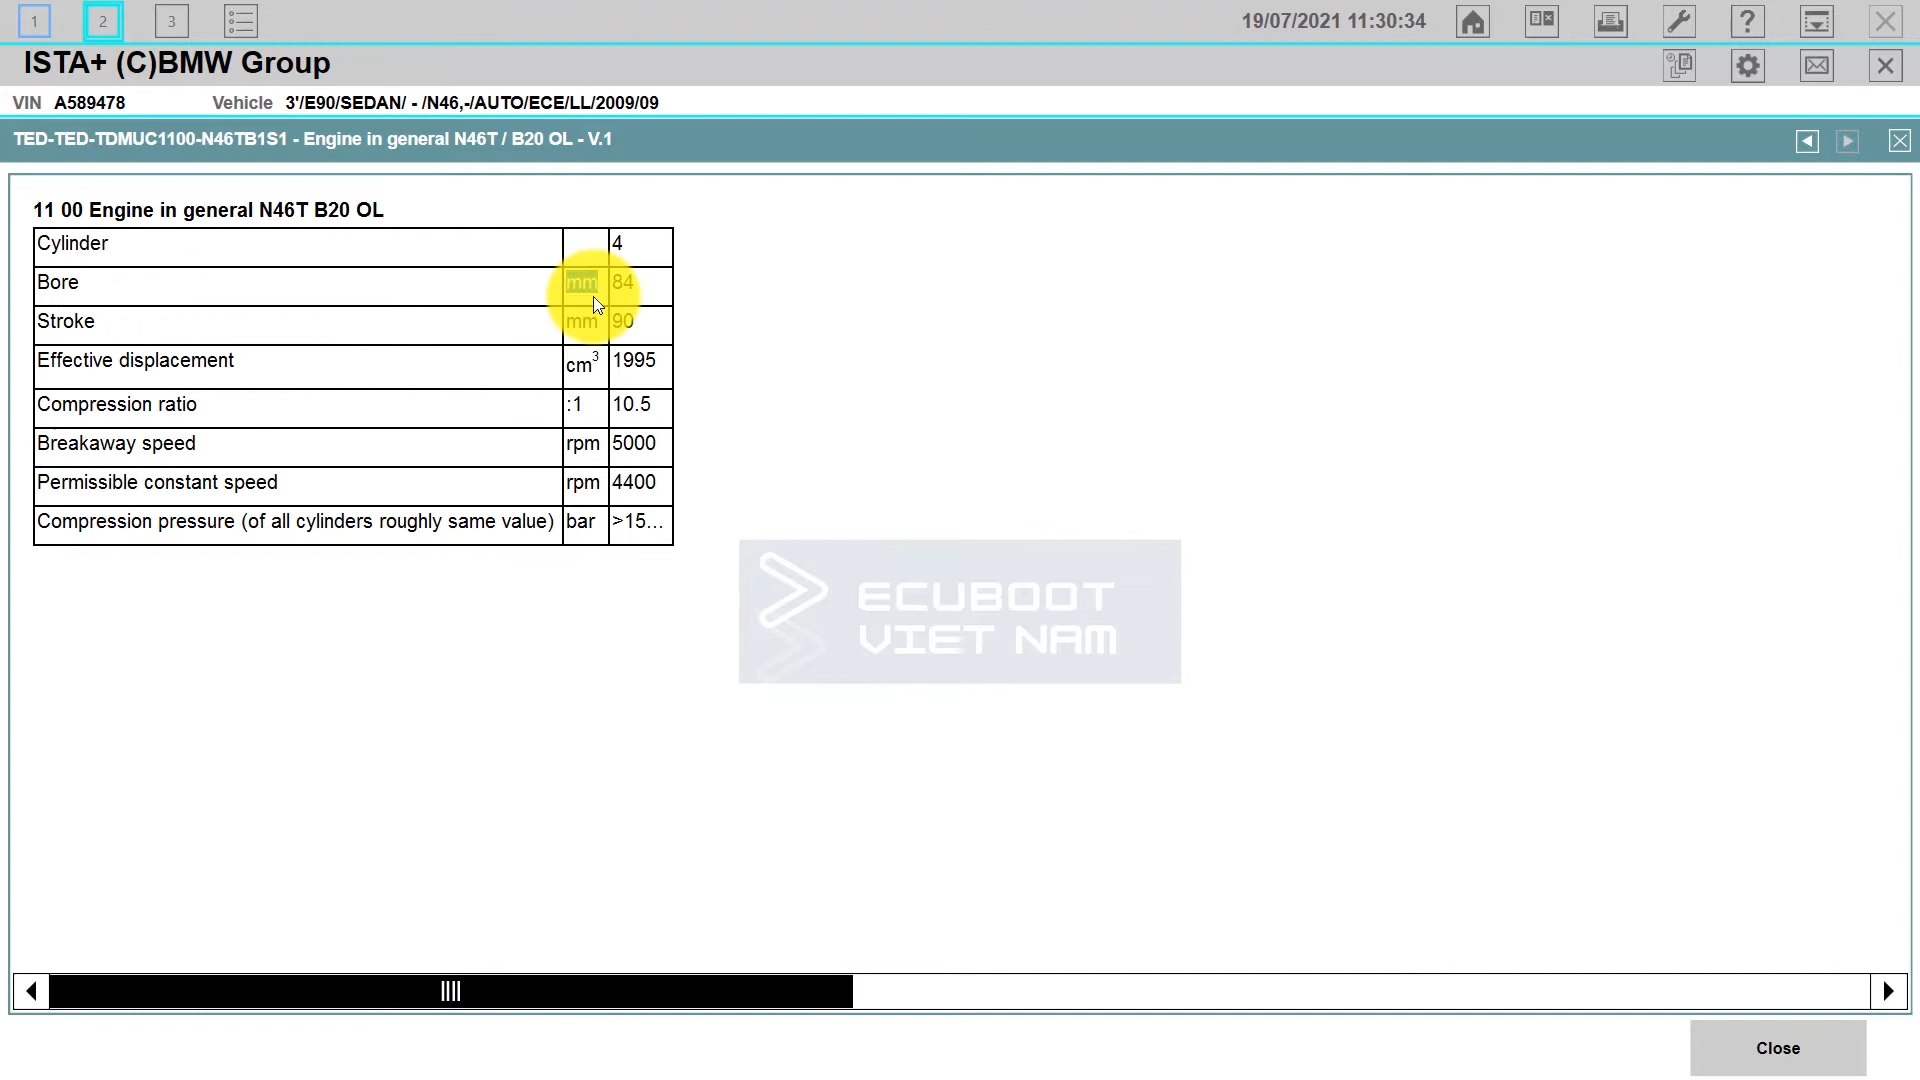 1 2 3 19/07/2021 11:30:34 ?
ISTA+ (C)BMW Group
VIN A589478 Vehicle 3'/E90/SEDAN/ - /N46,-/AUTO/ECE/LL/2009/09
TED-TED-TDMUC1100-N46TB1S1 - Engine in general N46T / B20 OL - V.1
11 00 Engine in general N46T B20 OL
Cylinder 4
Bore mm 84
Stroke mm 90
Effective displacement cm³ 1995
Compression ratio :1 10.5
Breakaway speed rpm 5000
Permissible constant speed rpm 4400
Compression pressure (of all cylinders roughly same value) bar >15...
ECUBOOT
VIET NAM
Close